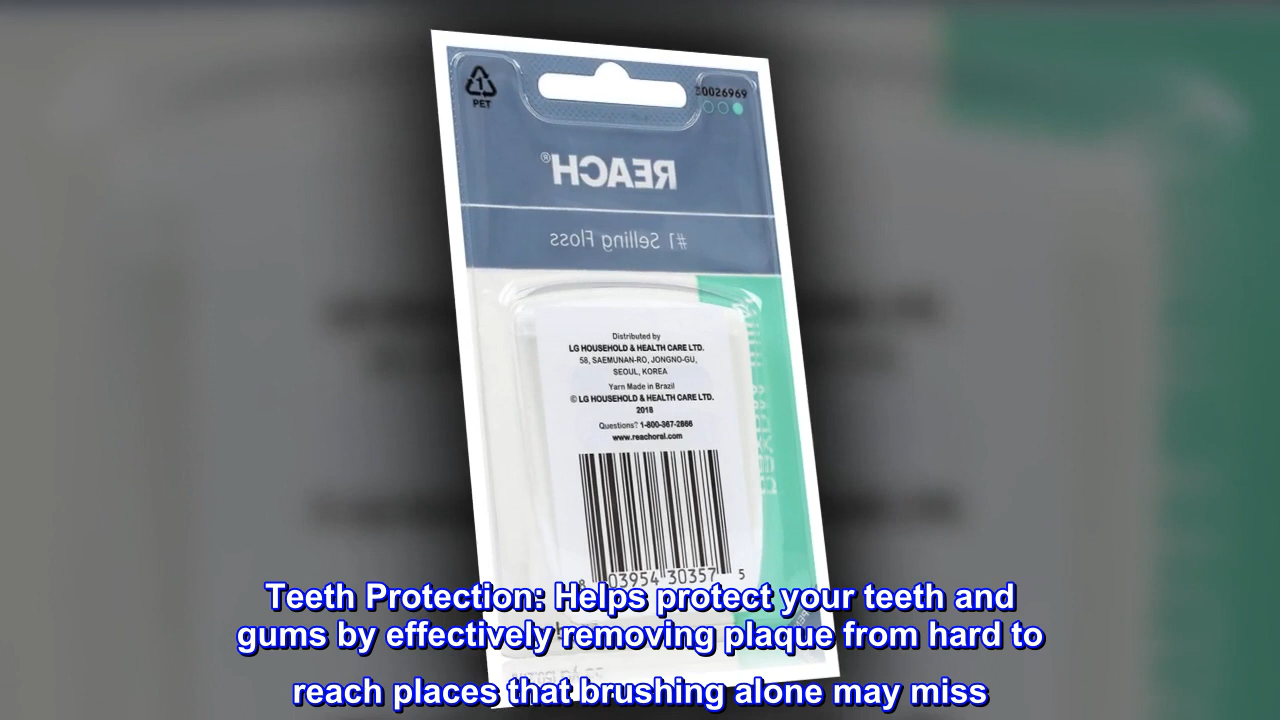 1
PET
30026969
REACH®
#1 Selling Floss
Distributed by
LG HOUSEHOLD & HEALTH CARE LTD.
58, SAEMUNAN-RO, JONGNO-GU,
SEOUL, KOREA
Yarn Made in Brazil
© LG HOUSEHOLD & HEALTH CARE LTD.
2018
Questions? 1-800-367-2866
www.reachoral.com
8 03954 30357 5
Teeth Protection: Helps protect your teeth and
gums by effectively removing plaque from hard to
reach places that brushing alone may miss